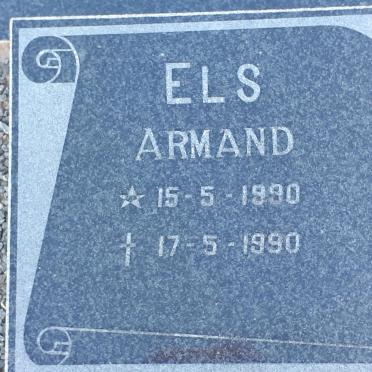 ELS
ARMAND
☆ 15-5-1990
† 17-5-1990